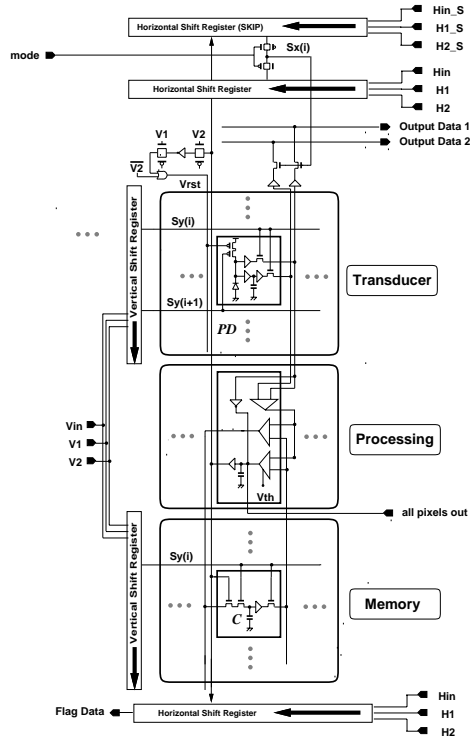 Hin_S
Horizontal Shift Register (SKIP)
H1_S
Sx(i)
H2_S
mode
Hin
Horizontal Shift Register
H1
H2
V1 V2
Output Data 1
Output Data 2
V2
Vrst
Vertical Shift Register
Sy(i)
Transducer
Sy(i+1)
PD
Vin
V1
V2
Processing
Vth
all pixels out
Vertical Shift Register
Sy(i)
Memory
C
Hin
Flag Data
Horizontal Shift Register
H1
H2